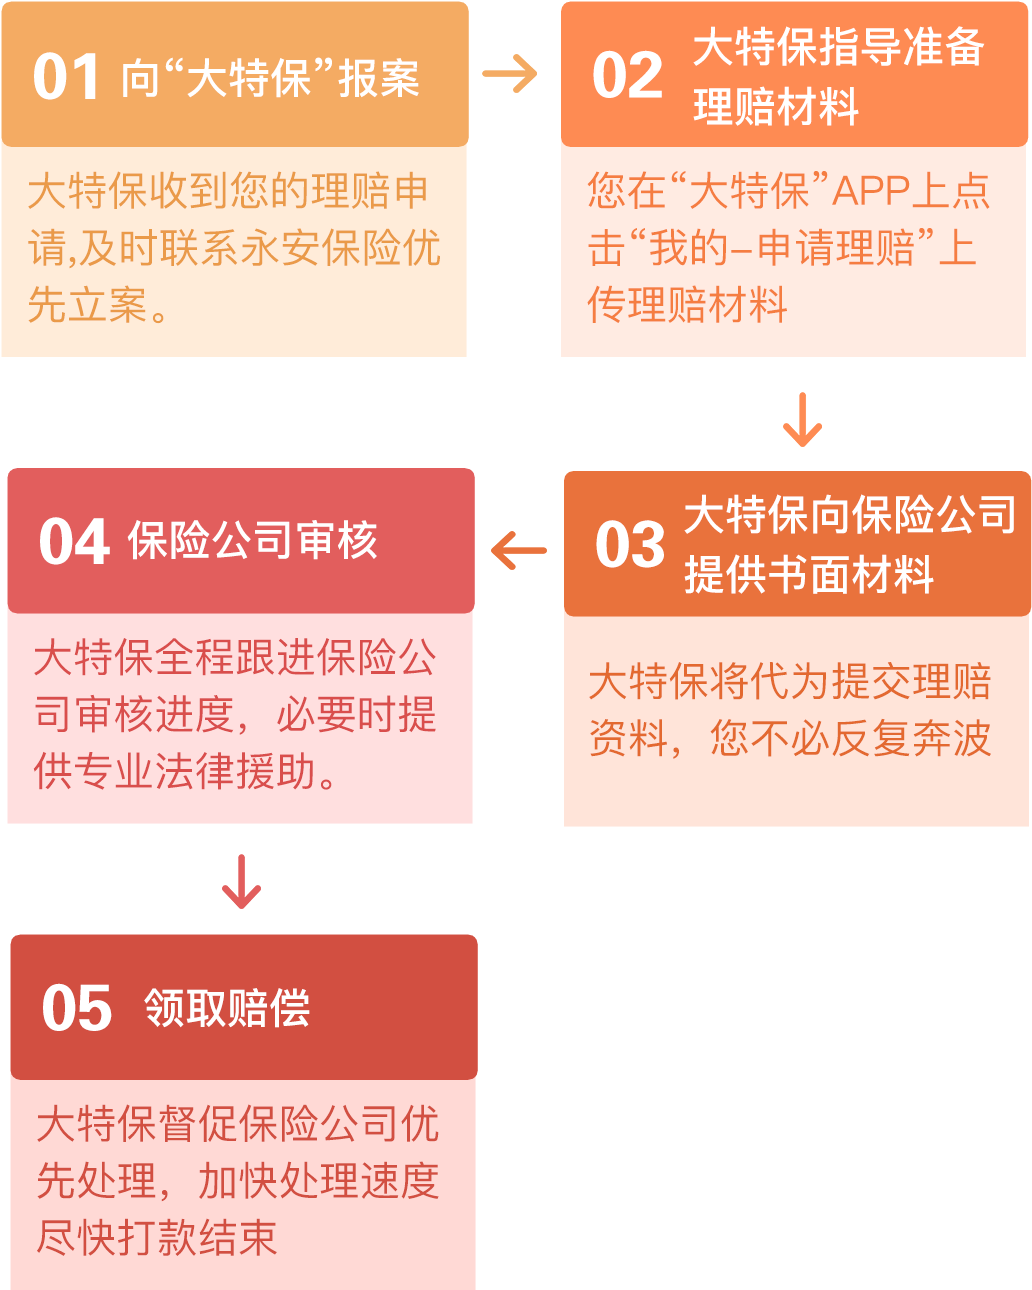 01 向“大特保”报案
大特保收到您的理赔申
请,及时联系永安保险优
先立案。
02 大特保指导准备
理赔材料
您在“大特保”APP上点
击“我的-申请理赔”上
传理赔材料
03 大特保向保险公司
提供书面材料
大特保将代为提交理赔
资料，您不必反复奔波
04 保险公司审核
大特保全程跟进保险公
司审核进度，必要时提
供专业法律援助。
05 领取赔偿
大特保督促保险公司优
先处理，加快处理速度
尽快打款结束